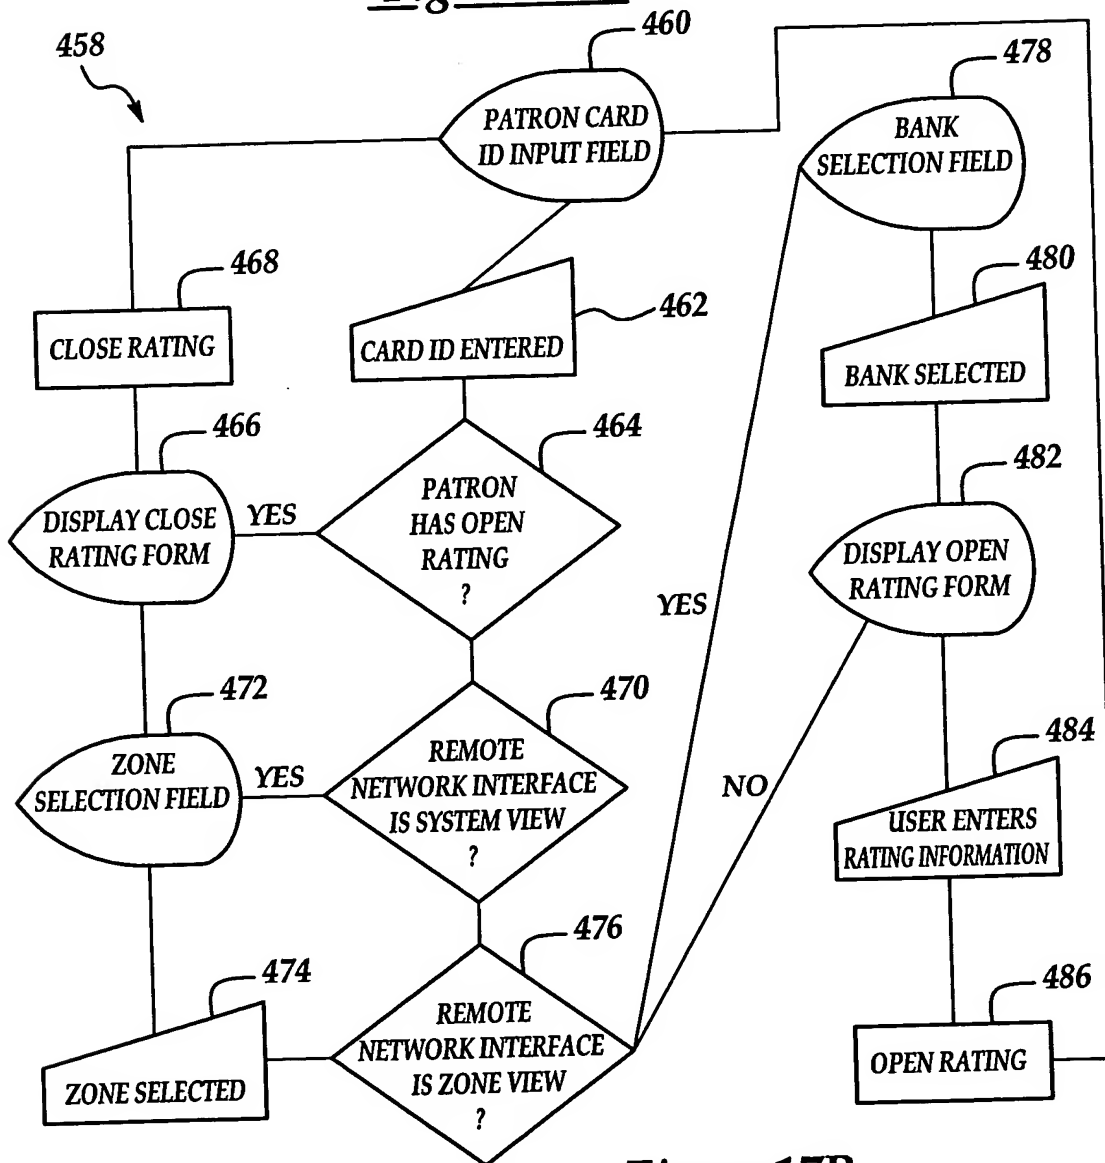 458
460
PATRON CARD
ID INPUT FIELD
478
BANK
SELECTION FIELD
468
CLOSE RATING
462
CARD ID ENTERED
480
BANK SELECTED
466
DISPLAY CLOSE
RATING FORM
YES
464
PATRON
HAS OPEN
RATING
?
482
DISPLAY OPEN
RATING FORM
YES
472
ZONE
SELECTION FIELD
YES
470
REMOTE
NETWORK INTERFACE
IS SYSTEM VIEW
?
NO
484
USER ENTERS
RATING INFORMATION
474
ZONE SELECTED
476
REMOTE
NETWORK INTERFACE
IS ZONE VIEW
?
486
OPEN RATING